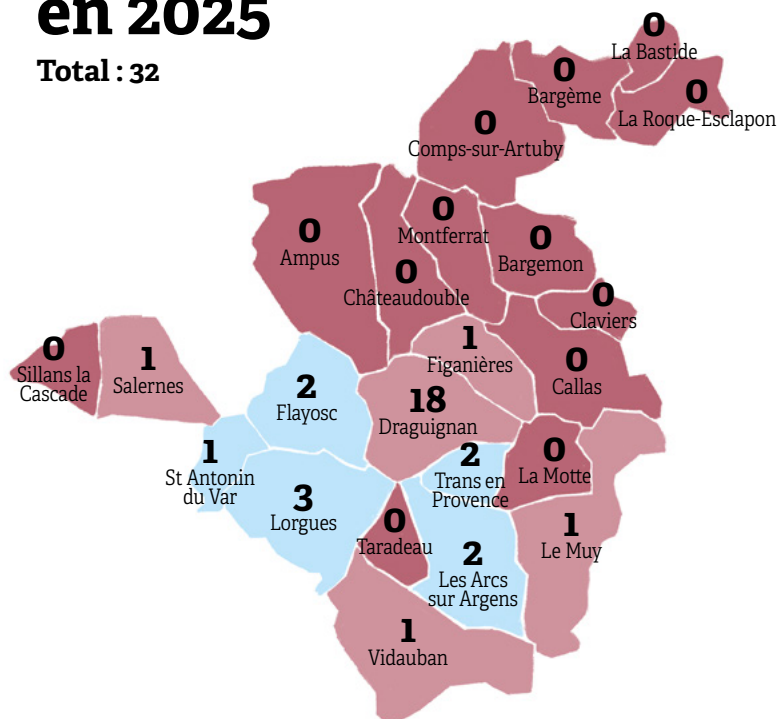 en 2025
Total : 32
0
La Bastide
0
Bargème
0
La Roque-Esclapon
0
Comps-sur-Artuby
0
Ampus
0
Montferrat
0
Bargemon
0
Châteaudouble
0
Claviers
0
Sillans la
Cascade
1
Salernes
1
Figanières
0
Callas
2
Flayosc
18
Draguignan
1
St Antonin
du Var
2
Trans en
Provence
0
La Motte
3
Lorgues
0
Taradeau
2
Les Arcs
sur Argens
1
Le Muy
1
Vidauban